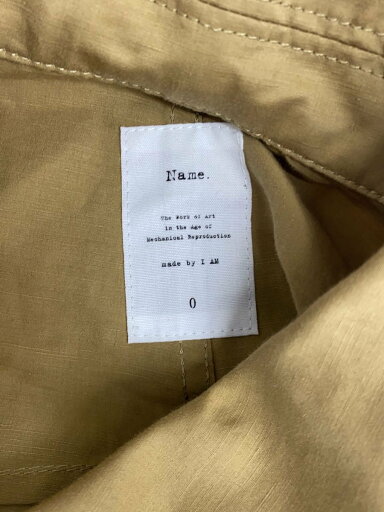 Name.
The Work of Art
in the Age of
Mechanical Reproduction
made by I AM
0